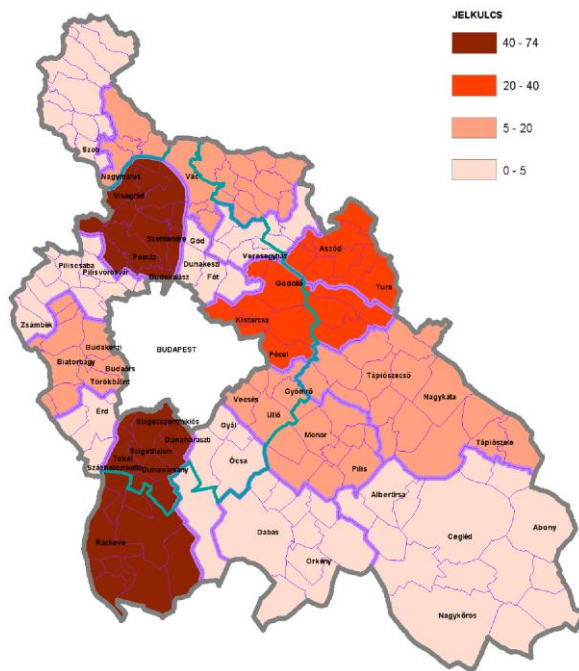 JELKULCS
40 - 74
20 - 40
5 - 20
0 - 5
Szob
Nagymaros
Vác
Visegrád
Szentendre
Göd
Aszód
Veresegyház
Pomáz
Dunakeszi
Piliscsaba
Pilisvörösvár
Budakalász
Fót
Gödöllő
Tura
Zsámbék
Kistarcsa
Budakeszi
BUDAPEST
Biatorbágy
Budaörs
Pécel
Törökbálint
Tápiószecső
Gyömrő
Nagykáta
Vecsés
Érd
Üllő
Szigetszentmiklós
Gyál
Tápiószele
Dunaharaszti
Monor
Szigethalom
Tököl
Ócsa
Pilis
Százhalombatta
Dunavarsány
Albertirsa
Abony
Dabas
Cegléd
Ráckeve
Örkény
Nagykőrös